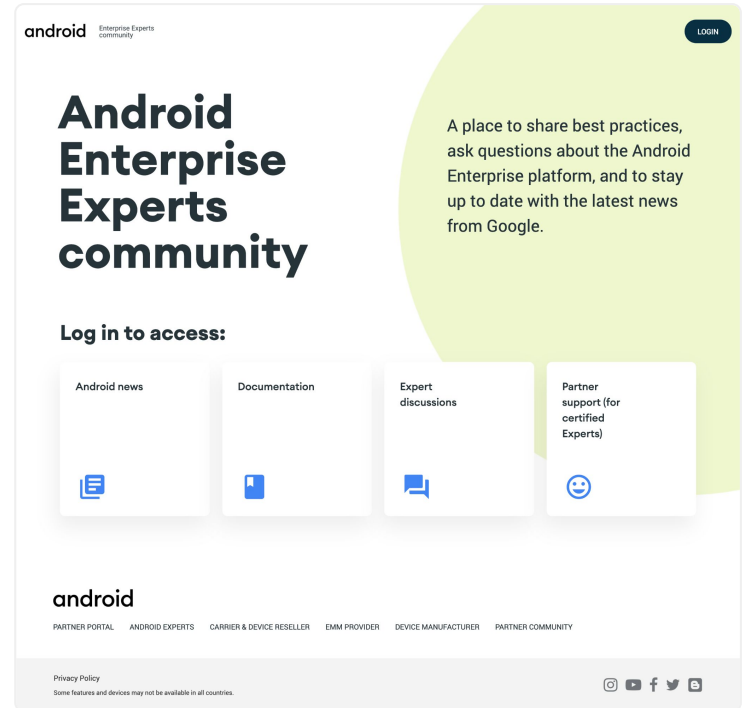 android
Enterprise Experts
community
LOGIN
Android
Enterprise
Experts
community
A place to share best practices,
ask questions about the Android
Enterprise platform, and to stay
up to date with the latest news
from Google.
Log in to access:
Android news
Documentation
Expert
discussions
Partner
support (for
certified
Experts)
android
PARTNER PORTAL ANDROID EXPERTS CARRIER & DEVICE RESELLER EMM PROVIDER DEVICE MANUFACTURER PARTNER COMMUNITY
Privacy Policy
Some features and devices may not be available in all countries.